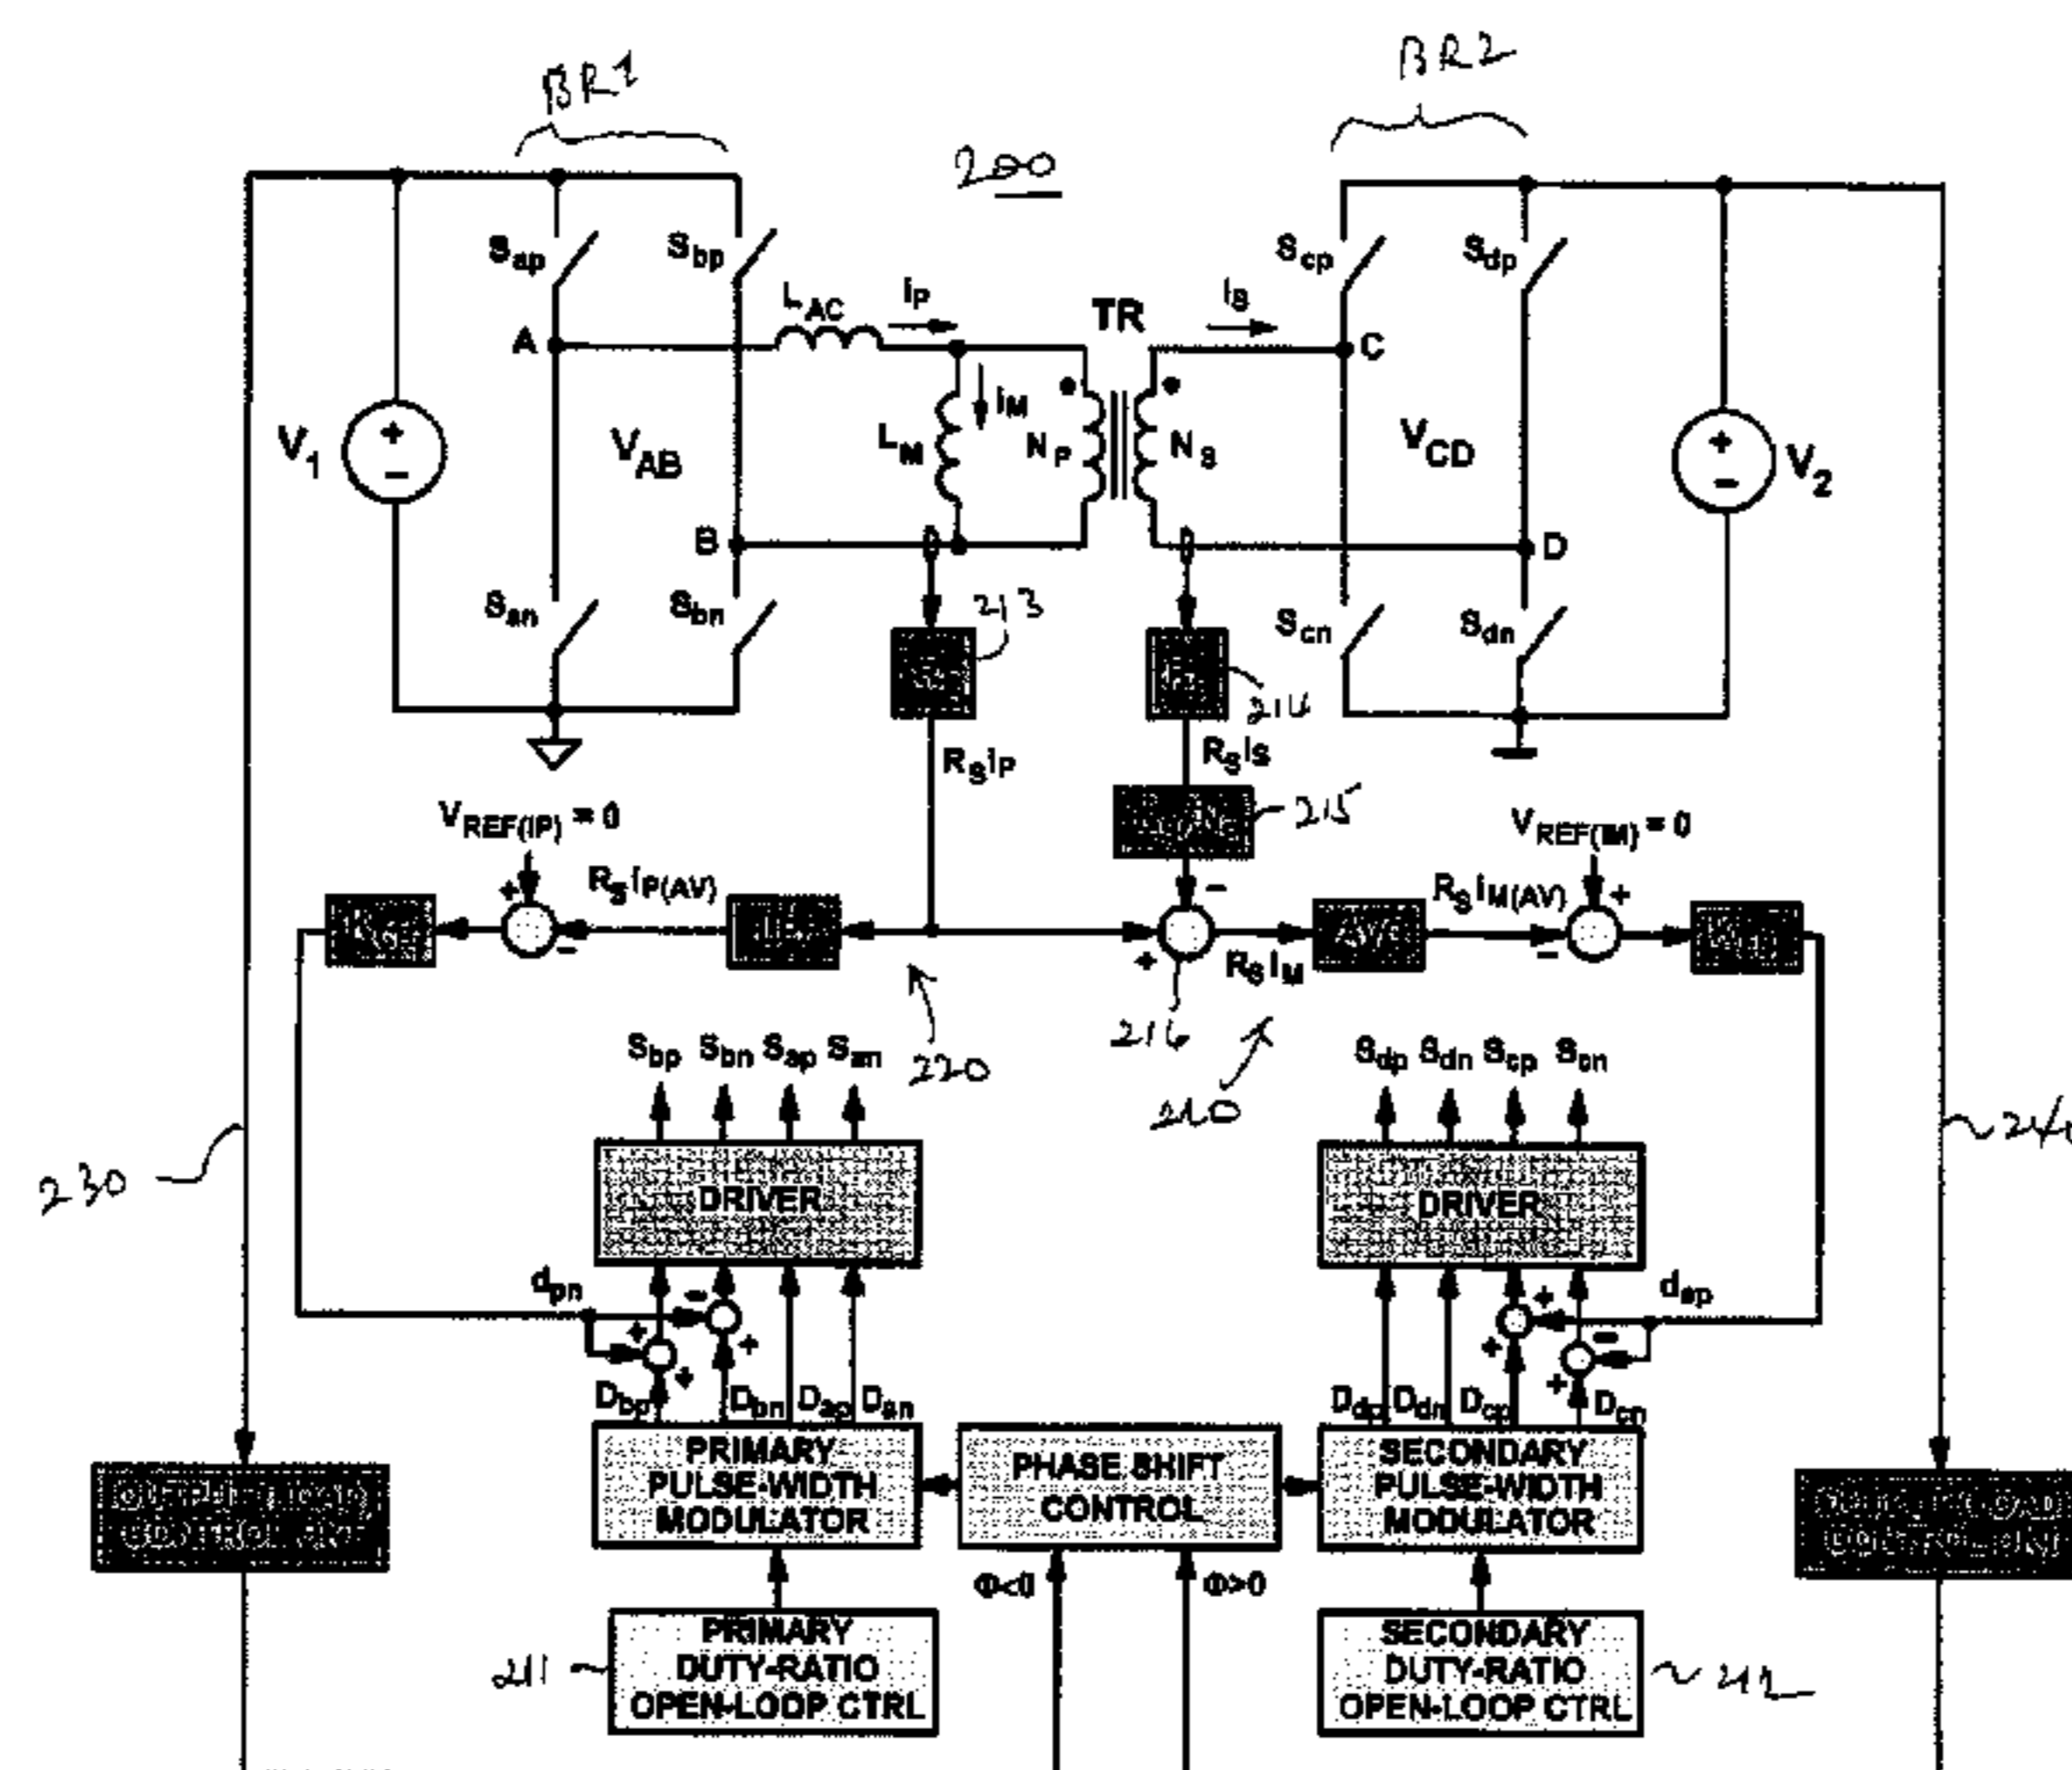 BR1
BR2
200
Sap
Sbp
Scp
Sdp
LAC
iP
TR
iS
A
C
V1
VAB
LM
iM
NP
NS
VCD
V2
B
D
San
Sbn
213
Scn
Sdn
214
RSiP
RSiS
215
VREF(iP) = 0
VREF(iM) = 0
RSiP(AV)
RSiM(AV)
RSiM
216
220
210
Sbp Sbn Sap San
Sdp Sdn Scp Scn
230
DRIVER
DRIVER
dpn
dsp
Dbp Dbn Dap Dan
Ddp Ddn Dcp Dcn
PRIMARY
PULSE-WIDTH
MODULATOR
PHASE SHIFT
CONTROL
SECONDARY
PULSE-WIDTH
MODULATOR
Φ<0
Φ>0
211
PRIMARY
DUTY-RATIO
OPEN-LOOP CTRL
SECONDARY
DUTY-RATIO
OPEN-LOOP CTRL
212